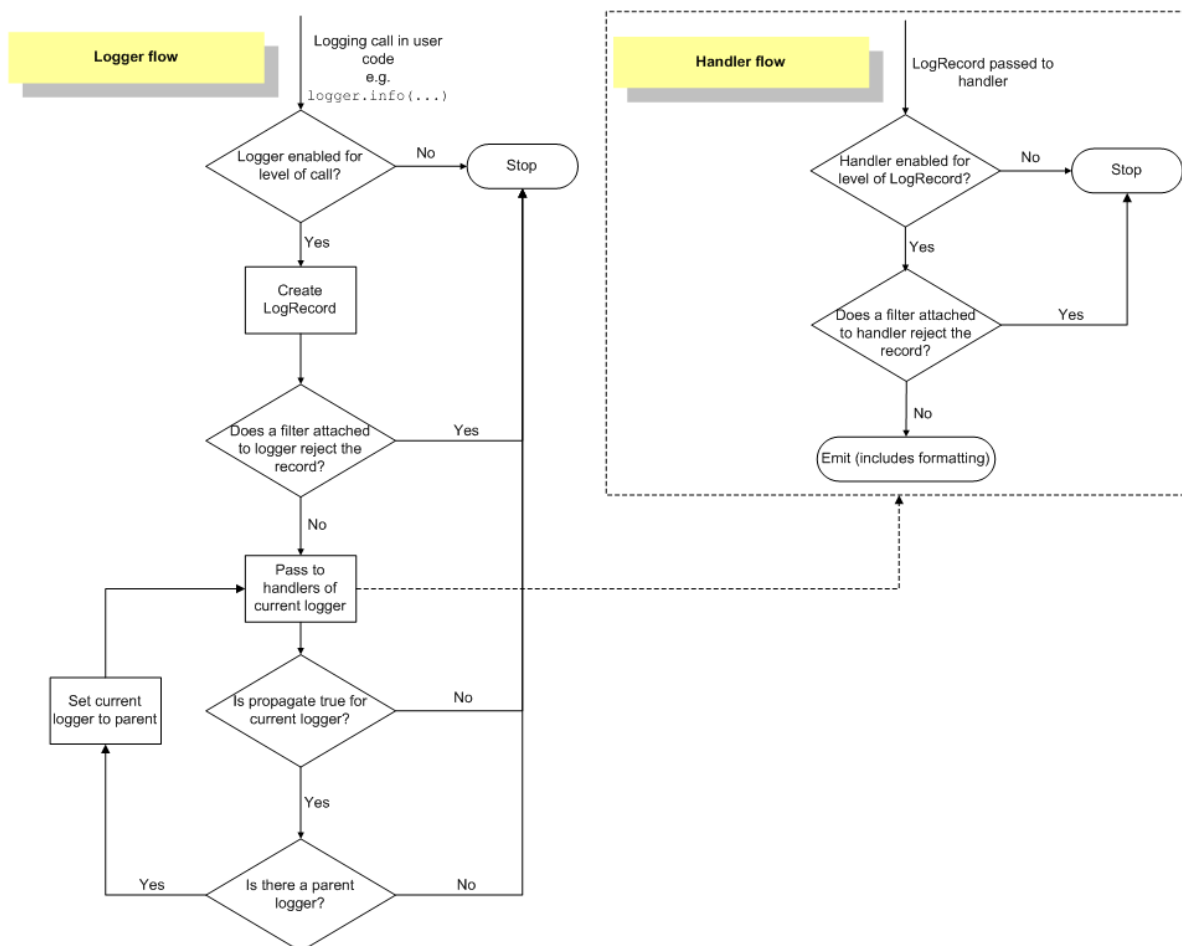 Logger flow
Logging call in user
code
e.g.
logger.info(...)
Logger enabled for
level of call?
No
Stop
Yes
Create
LogRecord
Does a filter attached
to logger reject the
record?
Yes
No
Pass to
handlers of
current logger
Set current
logger to parent
Is propagate true for
current logger?
No
Yes
Is there a parent
logger?
Yes
No
Handler flow
LogRecord passed to
handler
Handler enabled for
level of LogRecord?
No
Stop
Yes
Does a filter attached
to handler reject the
record?
Yes
No
Emit (includes formatting)